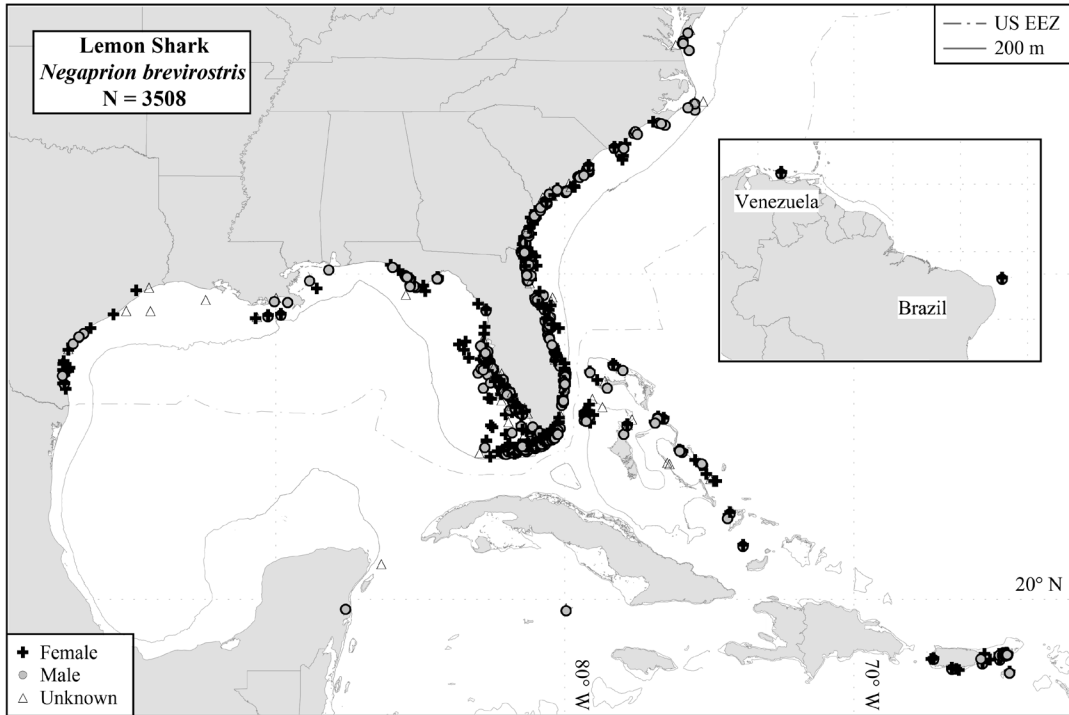 Lemon Shark
Negaprion brevirostris
N = 3508
US EEZ
200 m
Venezuela
Brazil
20° N
80° W
70° W
Female
Male
Unknown